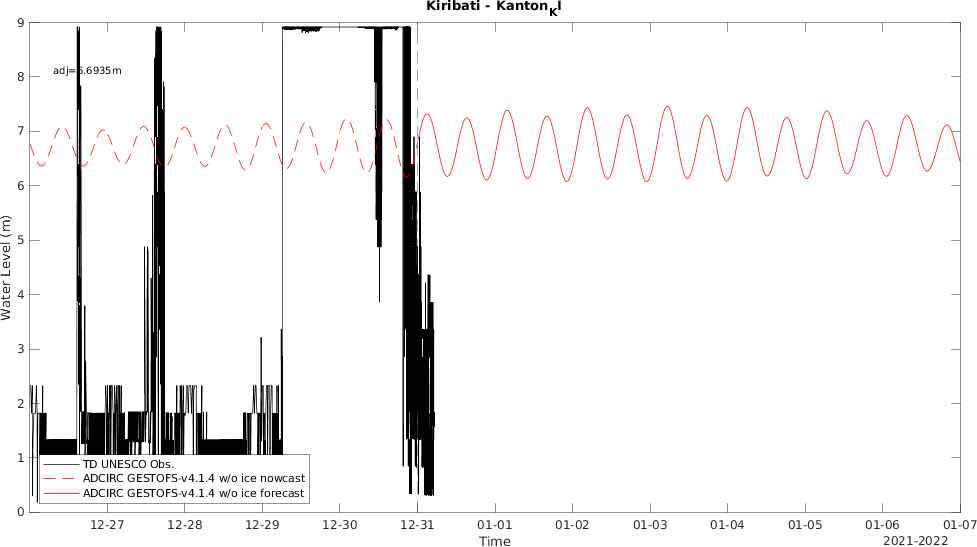 Kiribati - Kanton_KI
9
8
7
6
5
4
3
2
1
0
Water Level (m)
adj=6.6935m
TD UNESCO Obs.
ADCIRC GESTOFS-v4.1.4 w/o ice nowcast
ADCIRC GESTOFS-v4.1.4 w/o ice forecast
12-27 12-28 12-29 12-30 12-31 01-01 01-02 01-03 01-04 01-05 01-06 01-07
Time
2021-2022